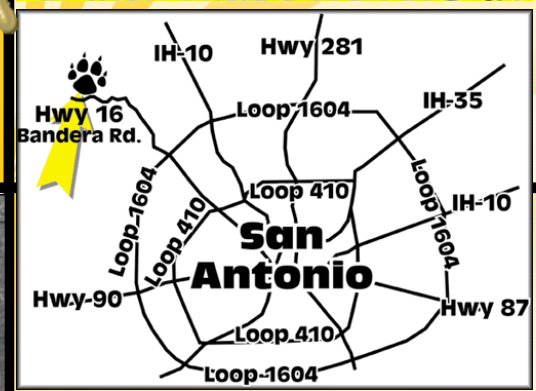 IH-10
Hwy 281
Hwy 16
Bandera Rd.
Loop 1604
IH-35
Loop 1604
Loop 410
Loop 410
Loop 1604
IH-10
San
Antonio
Hwy-90
Hwy 87
Loop 410
Loop 1604